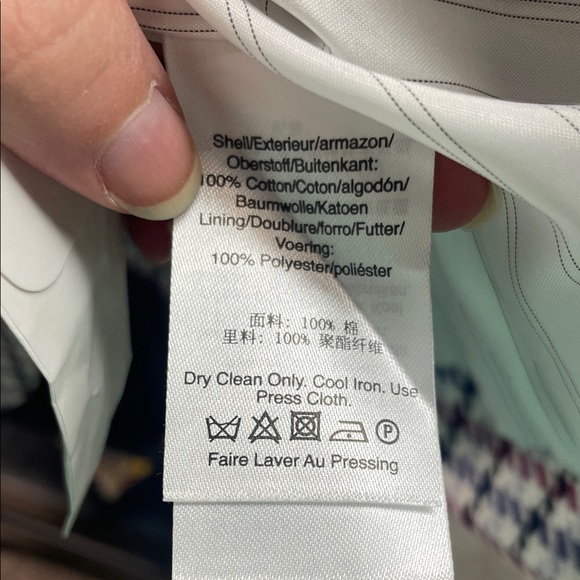 Shell/Exterieur/armazon/
Oberstoff/Buitenkant:
100% Cotton/Coton/algodón/
Baumwolle/Katoen
Lining/Doublure/forro/Futter/
Voering:
100% Polyester/poliéster
面料: 100% 棉
里料: 100% 聚酯纤维
Dry Clean Only. Cool Iron. Use
Press Cloth.
P
Faire Laver Au Pressing